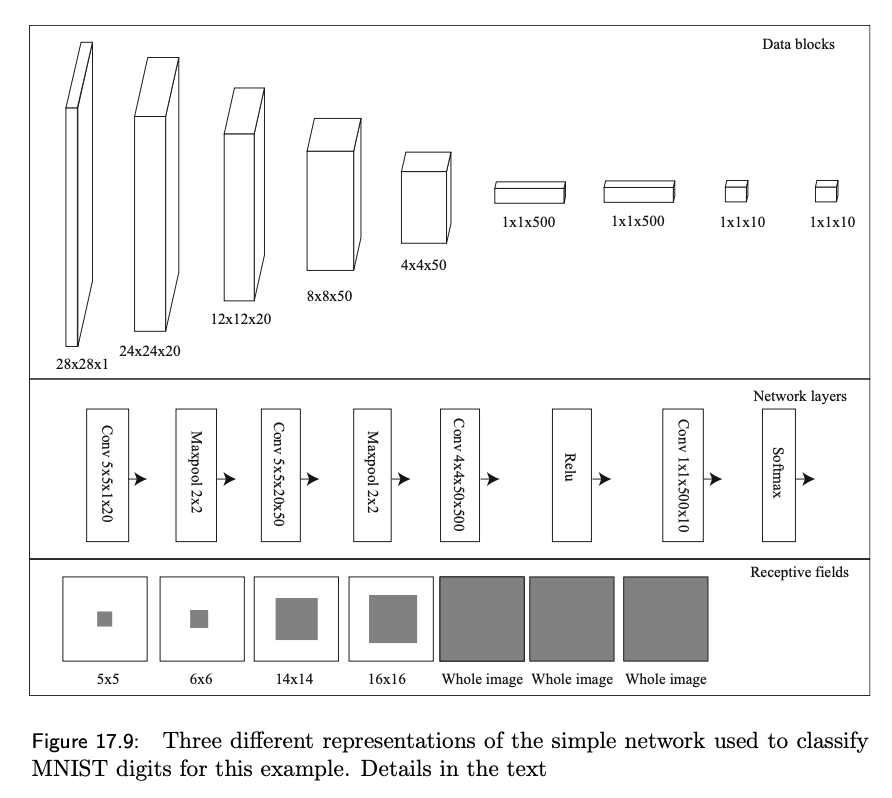 Data blocks
28x28x1
24x24x20
12x12x20
8x8x50
4x4x50
1x1x500
1x1x500
1x1x10
1x1x10
Network layers
Conv 5x5x1x20
Maxpool 2x2
Conv 5x5x20x50
Maxpool 2x2
Conv 4x4x50x500
Relu
Conv 1x1x500x10
Softmax
Receptive fields
5x5
6x6
14x14
16x16
Whole image
Whole image
Whole image
Figure 17.9: Three different representations of the simple network used to classify
MNIST digits for this example. Details in the text